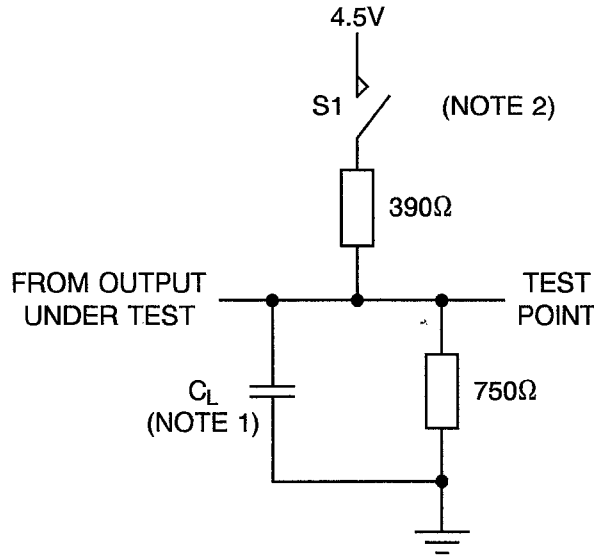 4.5V
S1
(NOTE 2)
390Ω
FROM OUTPUT
UNDER TEST
TEST
POINT
CL
(NOTE 1)
750Ω